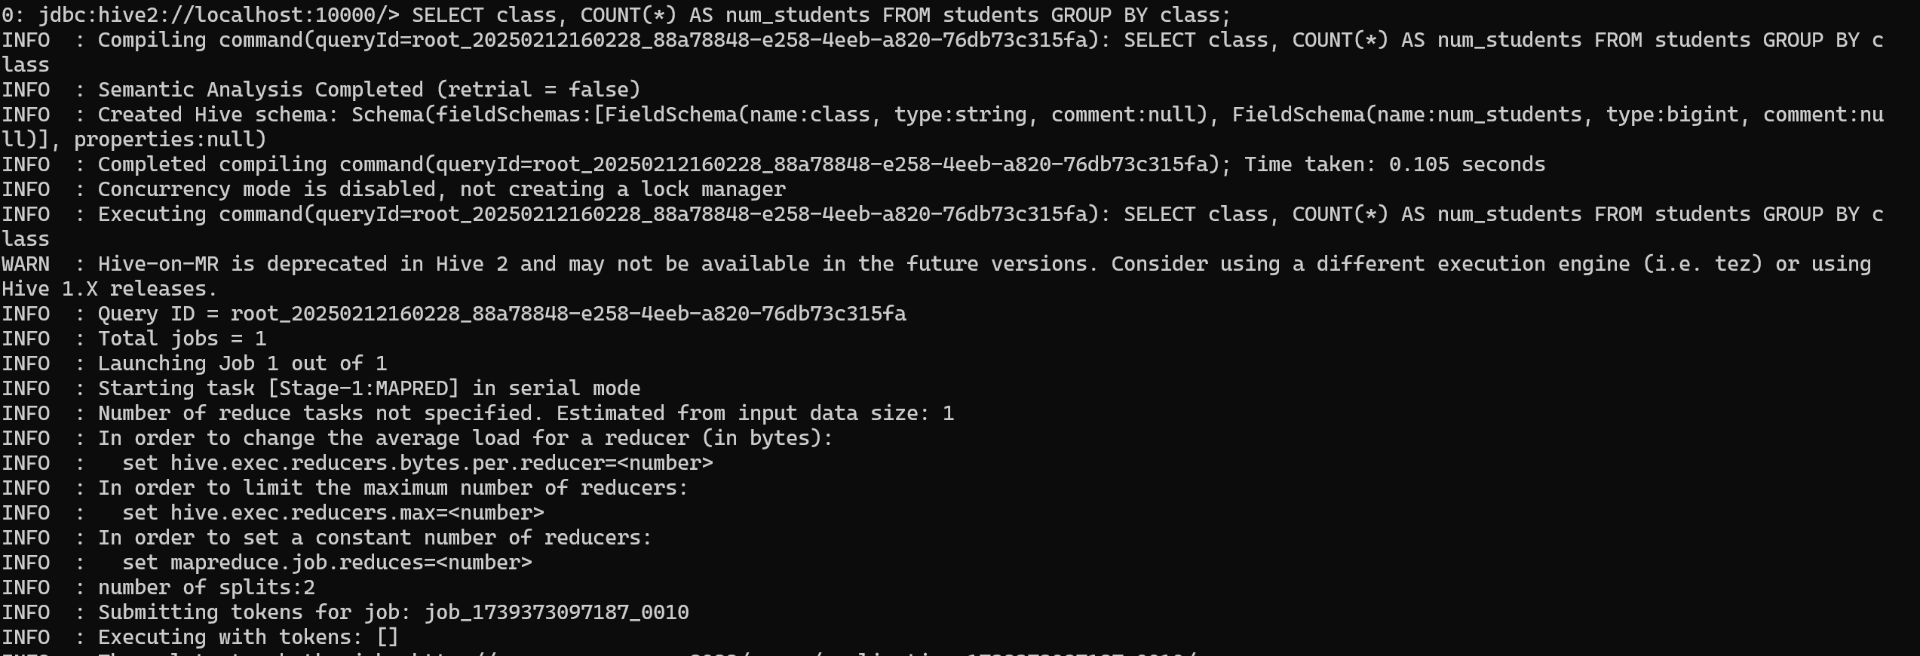 0: jdbc:hive2://localhost:10000/> SELECT class, COUNT(*) AS num_students FROM students GROUP BY class;
INFO  : Compiling command(queryId=root_20250212160228_88a78848-e258-4eeb-a820-76db73c315fa): SELECT class, COUNT(*) AS num_students FROM students GROUP BY c
lass
INFO  : Semantic Analysis Completed (retrial = false)
INFO  : Created Hive schema: Schema(fieldSchemas:[FieldSchema(name:class, type:string, comment:null), FieldSchema(name:num_students, type:bigint, comment:nu
ll)], properties:null)
INFO  : Completed compiling command(queryId=root_20250212160228_88a78848-e258-4eeb-a820-76db73c315fa); Time taken: 0.105 seconds
INFO  : Concurrency mode is disabled, not creating a lock manager
INFO  : Executing command(queryId=root_20250212160228_88a78848-e258-4eeb-a820-76db73c315fa): SELECT class, COUNT(*) AS num_students FROM students GROUP BY c
lass
WARN  : Hive-on-MR is deprecated in Hive 2 and may not be available in the future versions. Consider using a different execution engine (i.e. tez) or using
Hive 1.X releases.
INFO  : Query ID = root_20250212160228_88a78848-e258-4eeb-a820-76db73c315fa
INFO  : Total jobs = 1
INFO  : Launching Job 1 out of 1
INFO  : Starting task [Stage-1:MAPRED] in serial mode
INFO  : Number of reduce tasks not specified. Estimated from input data size: 1
INFO  : In order to change the average load for a reducer (in bytes):
INFO  :   set hive.exec.reducers.bytes.per.reducer=<number>
INFO  : In order to limit the maximum number of reducers:
INFO  :   set hive.exec.reducers.max=<number>
INFO  : In order to set a constant number of reducers:
INFO  :   set mapreduce.job.reduces=<number>
INFO  : number of splits:2
INFO  : Submitting tokens for job: job_1739373097187_0010
INFO  : Executing with tokens: []